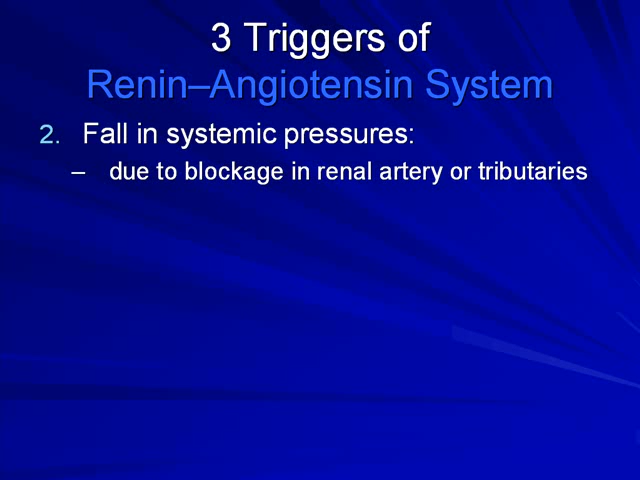 3 Triggers of
Renin–Angiotensin System
2. Fall in systemic pressures:
– due to blockage in renal artery or tributaries